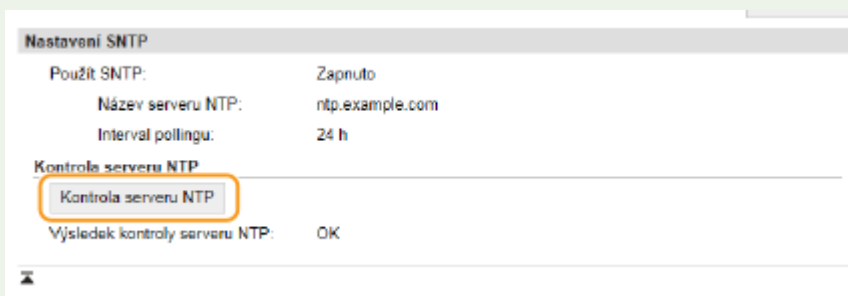 Nastavení SNTP
Použít SNTP: Zapnuto
Název serveru NTP: ntp.example.com
Interval pollingu: 24 h
Kontrola serveru NTP
Kontrola serveru NTP
Výsledek kontroly serveru NTP: OK